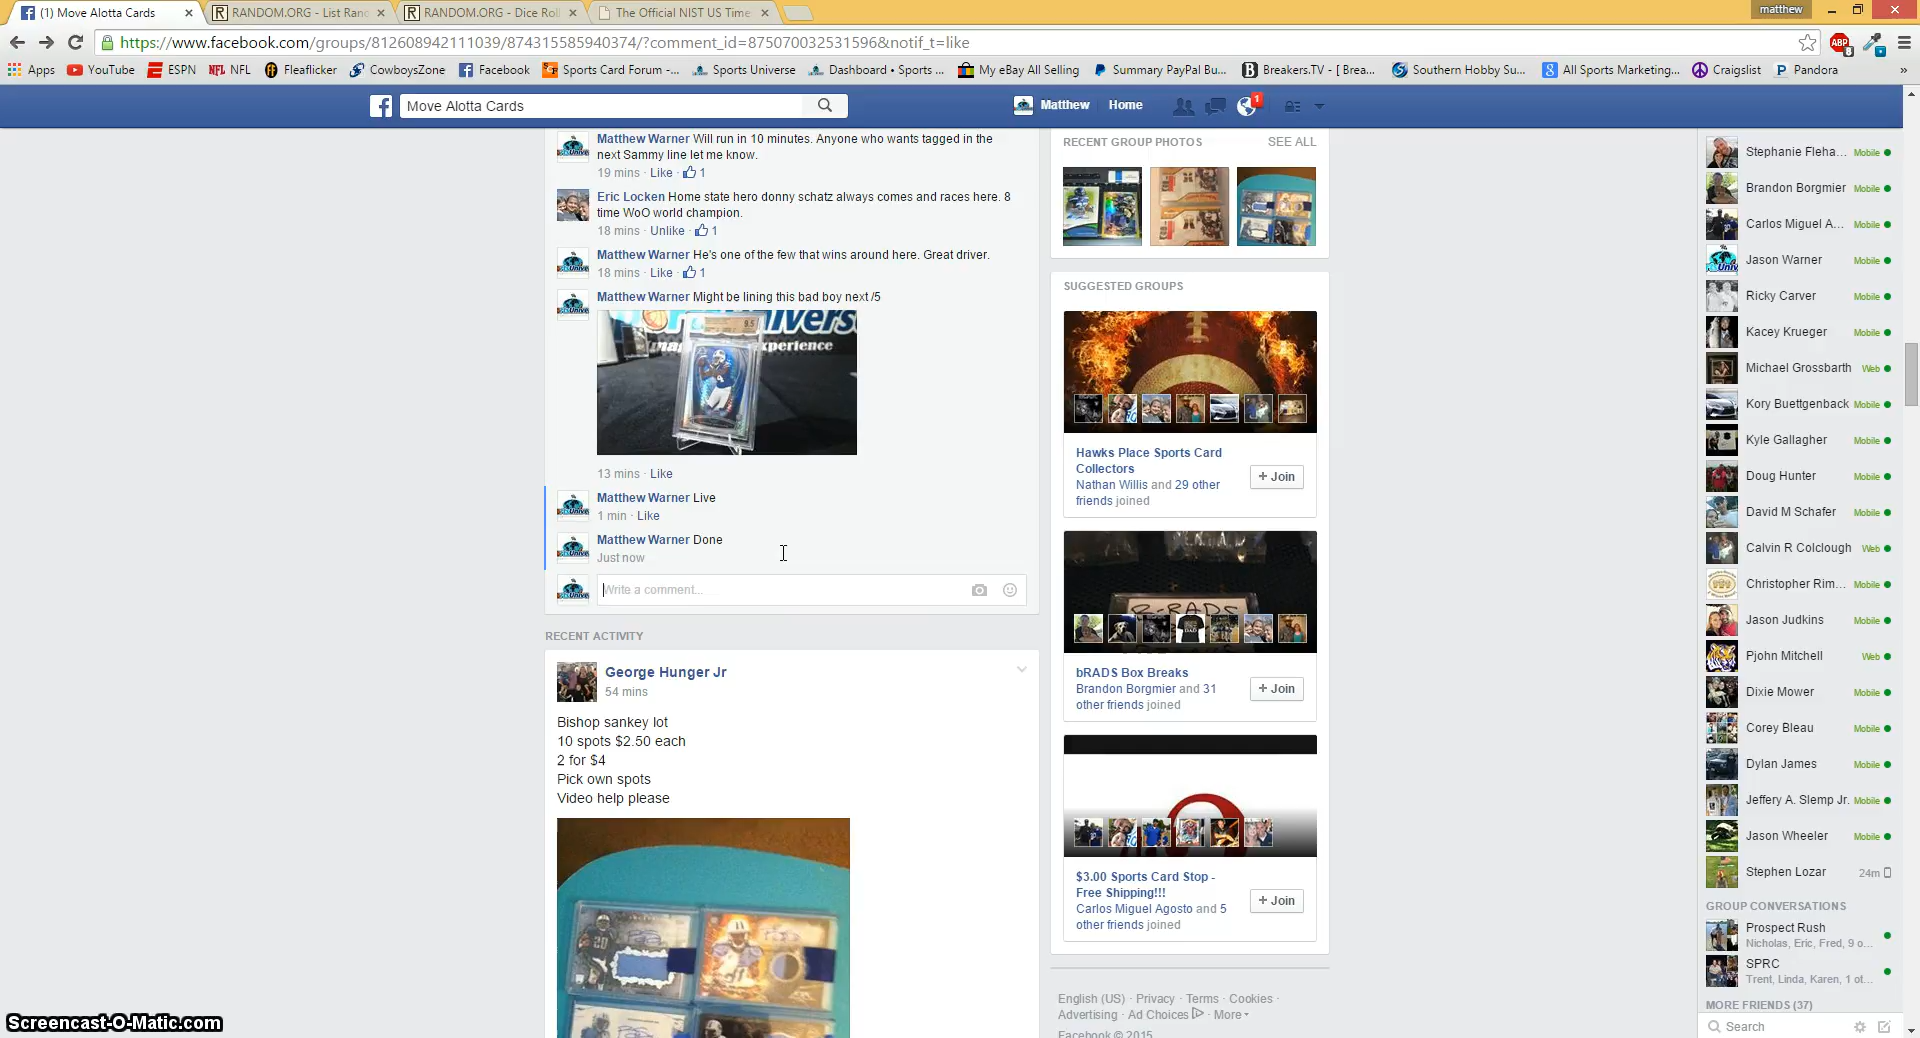 (1) Move Alotta Cards
RANDOM.ORG - List Ran
RANDOM.ORG - Dice Rol
The Official NIST US Time
matthew
https://www.facebook.com/groups/812608942111039/874315585940374/?comment_id=875070032531596&notif_t=like
Apps YouTube ESPN NFL Fleaflicker CowboysZone Facebook Sports Card Forum -... Sports Universe Dashboard • Sports ... My eBay All Selling Summary PayPal Bu... Breakers.TV - [ Brea... Southern Hobby Su... All Sports Marketing... Craigslist Pandora »
Move Alotta Cards
Matthew Home 1
Matthew Warner Will run in 10 minutes. Anyone who wants tagged in the
next Sammy line let me know.
19 mins · Like · 1
Eric Locken Home state hero donny schatz always comes and races here. 8
time WoO world champion.
18 mins · Unlike · 1
Matthew Warner He's one of the few that wins around here. Great driver.
18 mins · Like · 1
Matthew Warner Might be lining this bad boy next /5
experience
13 mins · Like
Matthew Warner Live
1 min · Like
Matthew Warner Done
Just now
Write a comment...
RECENT ACTIVITY
George Hunger Jr
54 mins
Bishop sankey lot
10 spots $2.50 each
2 for $4
Pick own spots
Video help please
RECENT GROUP PHOTOS SEE ALL
SUGGESTED GROUPS
Hawks Place Sports Card
Collectors
Nathan Willis and 29 other
friends joined
+ Join
bRADS Box Breaks
Brandon Borgmier and 31
other friends joined
+ Join
$3.00 Sports Card Stop -
Free Shipping!!!
Carlos Miguel Agosto and 5
other friends joined
+ Join
English (US) · Privacy · Terms · Cookies ·
Advertising · Ad Choices · More
Facebook © 2015
Stephanie Fleha... Mobile
Brandon Borgmier Mobile
Carlos Miguel A... Mobile
Jason Warner Mobile
Ricky Carver Mobile
Kacey Krueger Mobile
Michael Grossbarth Web
Kory Buettgenback Mobile
Kyle Gallagher Mobile
Doug Hunter Mobile
David M Schafer Mobile
Calvin R Colclough Web
Christopher Rim... Mobile
Jason Judkins Mobile
Pjohn Mitchell Web
Dixie Mower Mobile
Corey Bleau Mobile
Dylan James Mobile
Jeffery A. Slemp Jr. Mobile
Jason Wheeler Mobile
Stephen Lozar 24m
GROUP CONVERSATIONS
Prospect Rush
Nicholas, Eric, Fred, 9 o...
SPRC
Trent, Linda, Karen, 1 ot...
MORE FRIENDS (37)
Search
Screencast-O-Matic.com